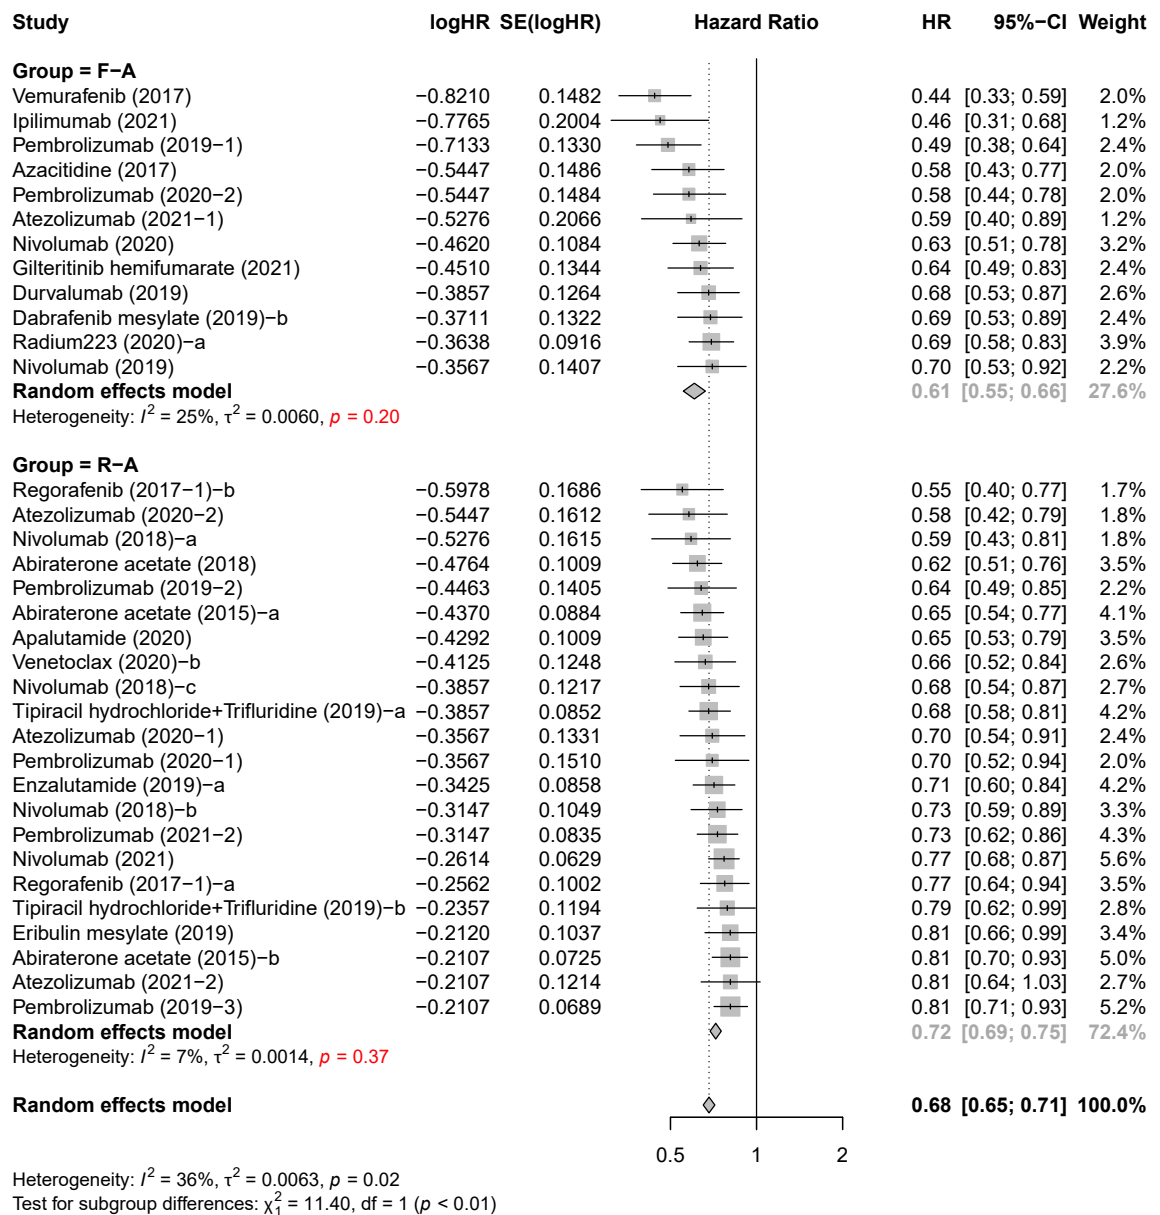 Study logHR SE(logHR) Hazard Ratio HR 95%−CI Weight
Group = F−A
Vemurafenib (2017) −0.8210 0.1482 0.44 [0.33; 0.59] 2.0%
Ipilimumab (2021) −0.7765 0.2004 0.46 [0.31; 0.68] 1.2%
Pembrolizumab (2019−1) −0.7133 0.1330 0.49 [0.38; 0.64] 2.4%
Azacitidine (2017) −0.5447 0.1486 0.58 [0.43; 0.77] 2.0%
Pembrolizumab (2020−2) −0.5447 0.1484 0.58 [0.44; 0.78] 2.0%
Atezolizumab (2021−1) −0.5276 0.2066 0.59 [0.40; 0.89] 1.2%
Nivolumab (2020) −0.4620 0.1084 0.63 [0.51; 0.78] 3.2%
Gilteritinib hemifumarate (2021) −0.4510 0.1344 0.64 [0.49; 0.83] 2.4%
Durvalumab (2019) −0.3857 0.1264 0.68 [0.53; 0.87] 2.6%
Dabrafenib mesylate (2019)−b −0.3711 0.1322 0.69 [0.53; 0.89] 2.4%
Radium223 (2020)−a −0.3638 0.0916 0.69 [0.58; 0.83] 3.9%
Nivolumab (2019) −0.3567 0.1407 0.70 [0.53; 0.92] 2.2%
Random effects model 0.61 [0.55; 0.66] 27.6%
Heterogeneity: I² = 25%, τ² = 0.0060, p = 0.20
Group = R−A
Regorafenib (2017−1)−b −0.5978 0.1686 0.55 [0.40; 0.77] 1.7%
Atezolizumab (2020−2) −0.5447 0.1612 0.58 [0.42; 0.79] 1.8%
Nivolumab (2018)−a −0.5276 0.1615 0.59 [0.43; 0.81] 1.8%
Abiraterone acetate (2018) −0.4764 0.1009 0.62 [0.51; 0.76] 3.5%
Pembrolizumab (2019−2) −0.4463 0.1405 0.64 [0.49; 0.85] 2.2%
Abiraterone acetate (2015)−a −0.4370 0.0884 0.65 [0.54; 0.77] 4.1%
Apalutamide (2020) −0.4292 0.1009 0.65 [0.53; 0.79] 3.5%
Venetoclax (2020)−b −0.4125 0.1248 0.66 [0.52; 0.84] 2.6%
Nivolumab (2018)−c −0.3857 0.1217 0.68 [0.54; 0.87] 2.7%
Tipiracil hydrochloride+Trifluridine (2019)−a −0.3857 0.0852 0.68 [0.58; 0.81] 4.2%
Atezolizumab (2020−1) −0.3567 0.1331 0.70 [0.54; 0.91] 2.4%
Pembrolizumab (2020−1) −0.3567 0.1510 0.70 [0.52; 0.94] 2.0%
Enzalutamide (2019)−a −0.3425 0.0858 0.71 [0.60; 0.84] 4.2%
Nivolumab (2018)−b −0.3147 0.1049 0.73 [0.59; 0.89] 3.3%
Pembrolizumab (2021−2) −0.3147 0.0835 0.73 [0.62; 0.86] 4.3%
Nivolumab (2021) −0.2614 0.0629 0.77 [0.68; 0.87] 5.6%
Regorafenib (2017−1)−a −0.2562 0.1002 0.77 [0.64; 0.94] 3.5%
Tipiracil hydrochloride+Trifluridine (2019)−b −0.2357 0.1194 0.79 [0.62; 0.99] 2.8%
Eribulin mesylate (2019) −0.2120 0.1037 0.81 [0.66; 0.99] 3.4%
Abiraterone acetate (2015)−b −0.2107 0.0725 0.81 [0.70; 0.93] 5.0%
Atezolizumab (2021−2) −0.2107 0.1214 0.81 [0.64; 1.03] 2.7%
Pembrolizumab (2019−3) −0.2107 0.0689 0.81 [0.71; 0.93] 5.2%
Random effects model 0.72 [0.69; 0.75] 72.4%
Heterogeneity: I² = 7%, τ² = 0.0014, p = 0.37
Random effects model 0.68 [0.65; 0.71] 100.0%
0.5 1 2
Heterogeneity: I² = 36%, τ² = 0.0063, p = 0.02
Test for subgroup differences: χ₁² = 11.40, df = 1 (p < 0.01)